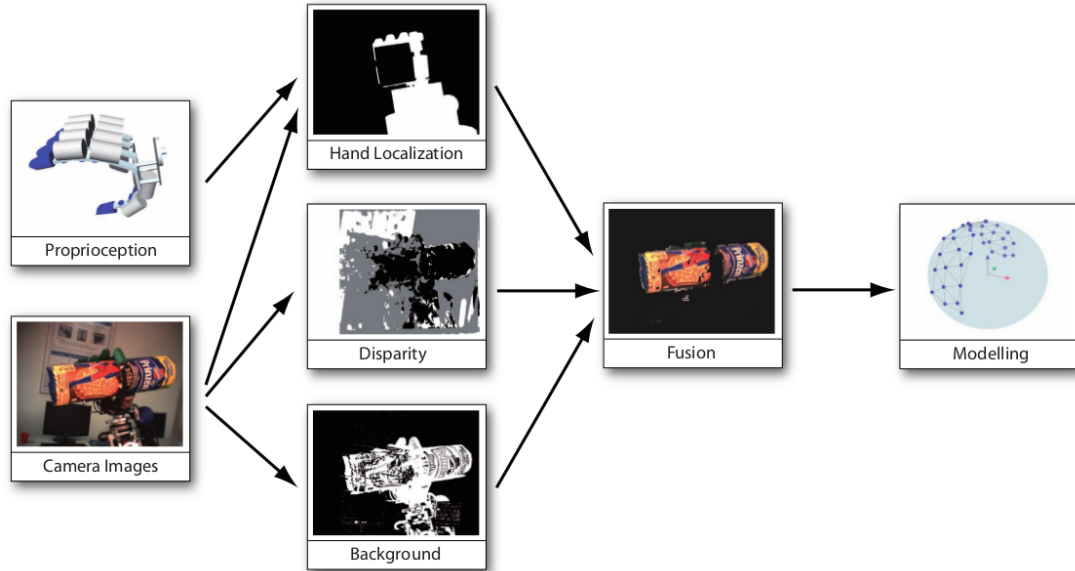 Proprioception
Camera Images
Hand Localization
Disparity
Background
Fusion
Modelling